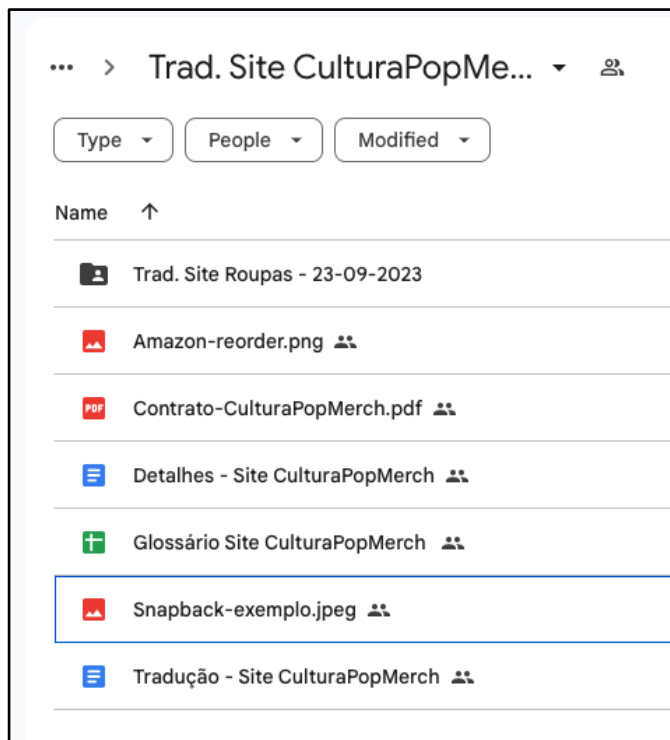 ... > Trad. Site CulturaPopMe...
Type People Modified
Name
Trad. Site Roupas - 23-09-2023
Amazon-reorder.png
PDF Contrato-CulturaPopMerch.pdf
Detalhes - Site CulturaPopMerch
Glossário Site CulturaPopMerch
Snapback-exemplo.jpeg
Tradução - Site CulturaPopMerch